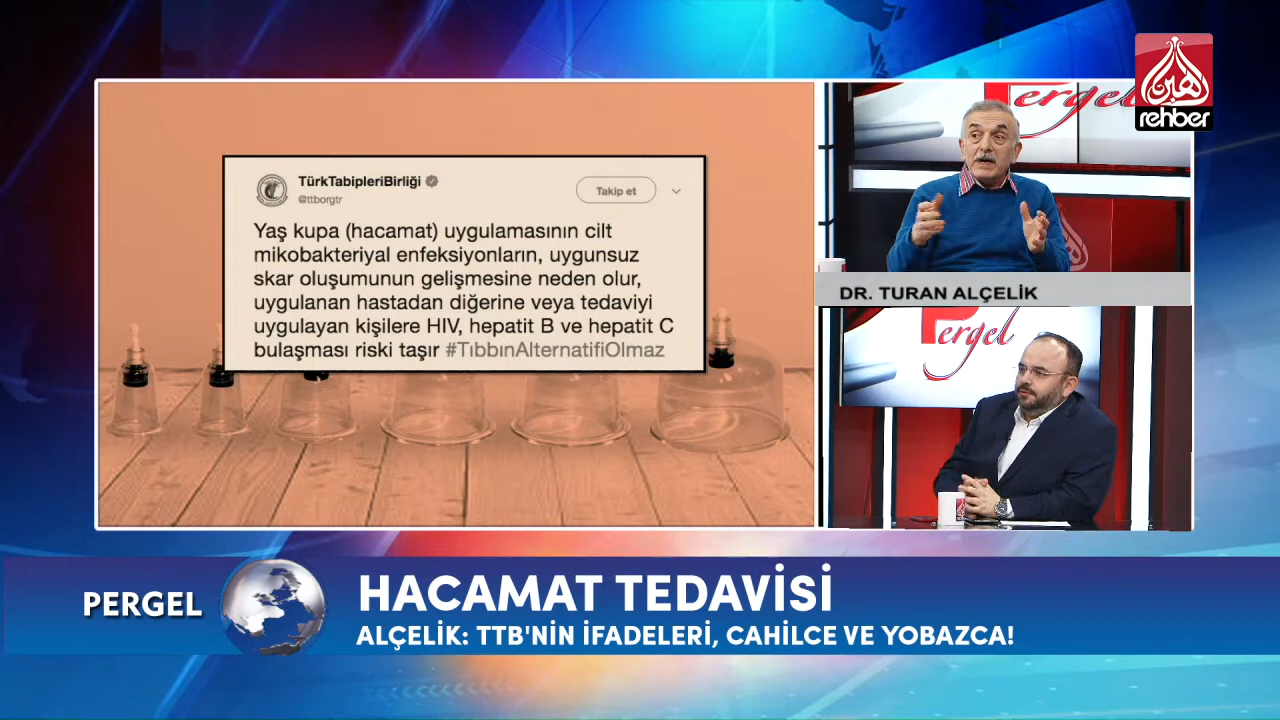 رهبر
rehber
Pergel
TürkTabipleriBirliği
@ttborgtr
Takip et
Yaş kupa (hacamat) uygulamasının cilt
mikobakteriyal enfeksiyonların, uygunsuz
skar oluşumunun gelişmesine neden olur,
uygulanan hastadan diğerine veya tedaviyi
uygulayan kişilere HIV, hepatit B ve hepatit C
bulaşması riski taşır #TıbbınAlternatifiOlmaz
DR. TURAN ALÇELİK
Pergel
PERGEL
HACAMAT TEDAVİSİ
ALÇELİK: TTB'NİN İFADELERİ, CAHİLCE VE YOBAZCA!